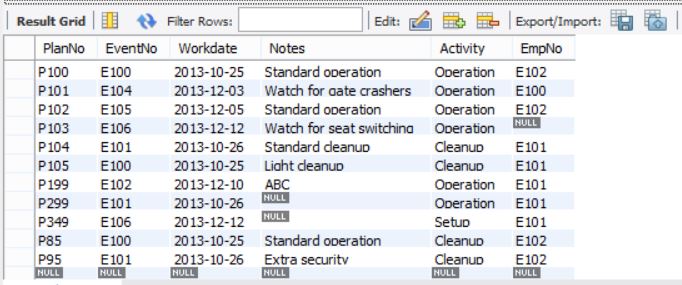 Result Grid Filter Rows: Edit: Export/Import:
PlanNo EventNo Workdate Notes Activity EmpNo
P100 E100 2013-10-25 Standard operation Operation E102
P101 E104 2013-12-03 Watch for gate crashers Operation E100
P102 E105 2013-12-05 Standard operation Operation E102
P103 E106 2013-12-12 Watch for seat switching Operation NULL
P104 E101 2013-10-26 Standard cleanup Cleanup E101
P105 E100 2013-10-25 Light cleanup Cleanup E101
P199 E102 2013-12-10 ABC Operation E101
P299 E101 2013-10-26 NULL Operation E101
P349 E106 2013-12-12 NULL Setup E101
P85 E100 2013-10-25 Standard operation Cleanup E102
P95 E101 2013-10-26 Extra security Cleanup E102
NULL NULL NULL NULL NULL NULL